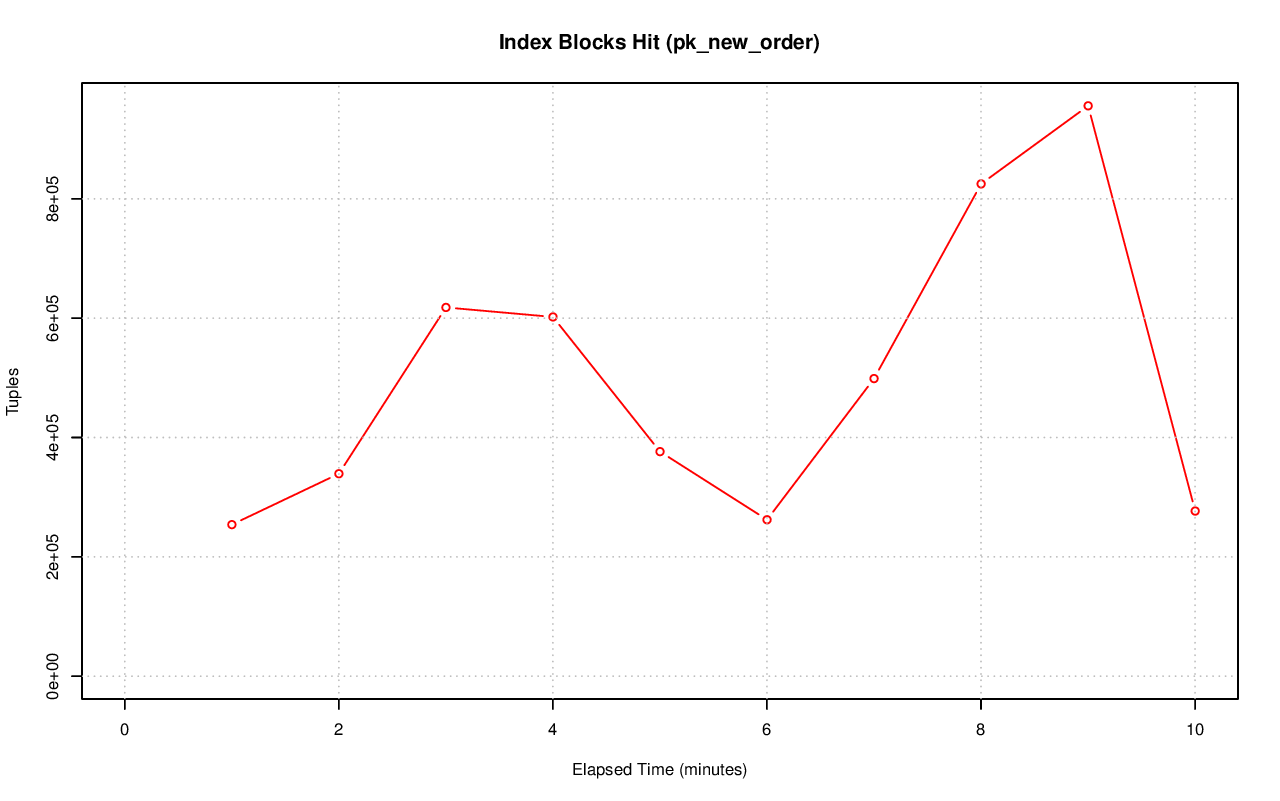 Index Blocks Hit (pk_new_order)
Tuples
8e+05
6e+05
4e+05
2e+05
0e+00
0 2 4 6 8 10
Elapsed Time (minutes)